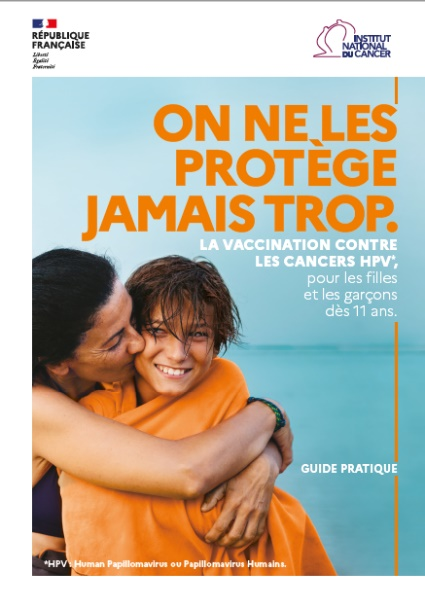 RÉPUBLIQUE
FRANÇAISE
Liberté
Égalité
Fraternité
INSTITUT
NATIONAL
DU CANCER
ON NE LES
PROTÈGE
JAMAIS TROP.
LA VACCINATION CONTRE
LES CANCERS HPV*,
pour les filles
et les garçons
dès 11 ans.
GUIDE PRATIQUE
*HPV : Human Papillomavirus ou Papillomavirus Humains.